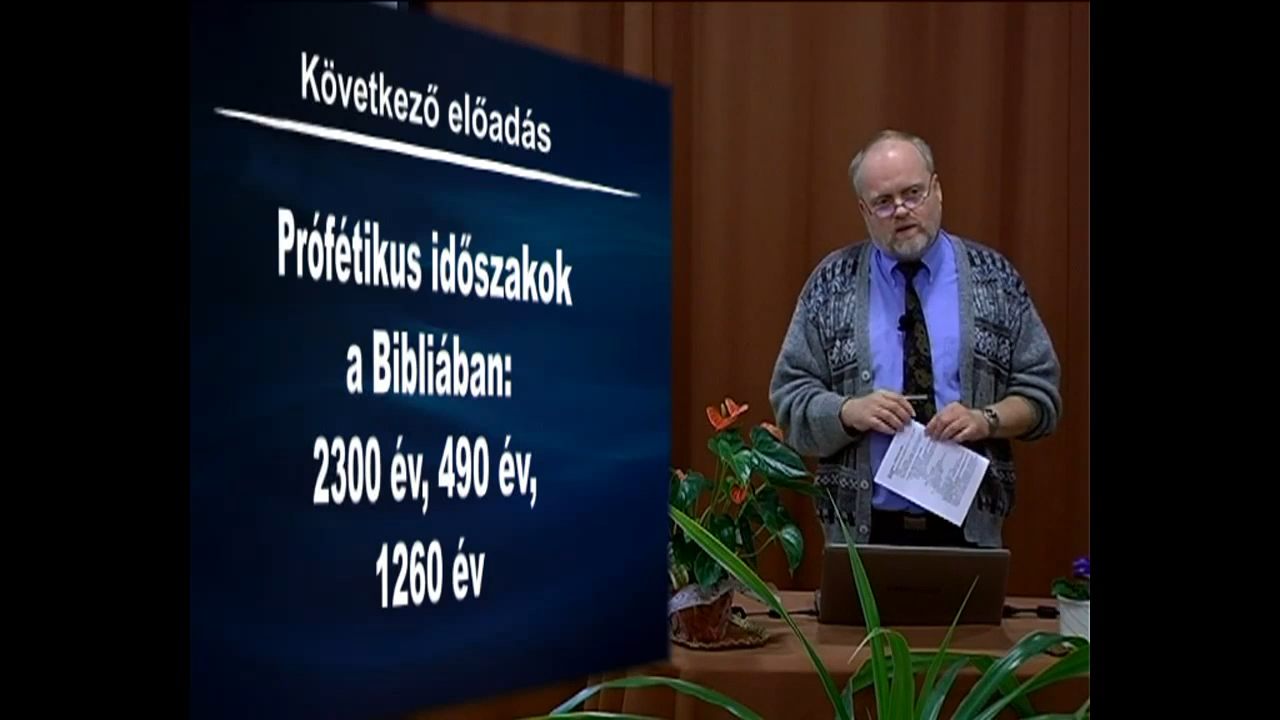 Következő előadás
Prófétikus időszakok
a Bibliában:
2300 év, 490 év,
1260 év